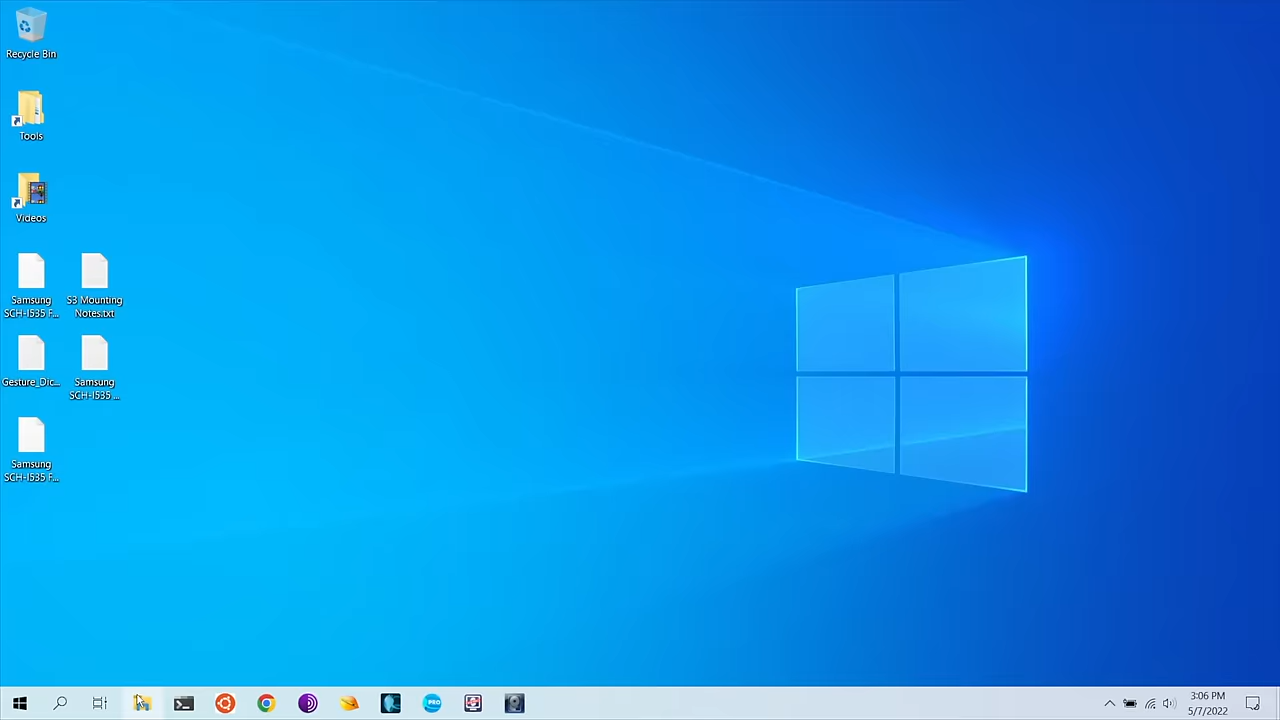 Recycle Bin
Tools
Videos
Samsung
SCH-I535 F...
S3 Mounting
Notes.txt
Gesture_Dic...
Samsung
SCH-I535 ...
Samsung
SCH-I535 F...
PRO
3:06 PM
5/7/2022